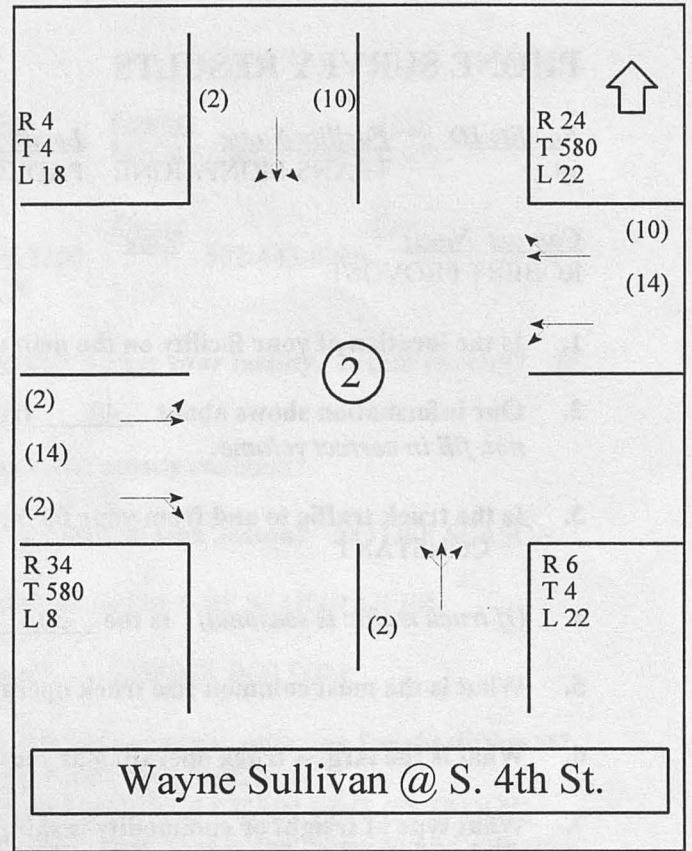 (2)
(10)
R 4
T 4
L 18
R 24
T 580
L 22
(10)
(14)
2
(2)
(14)
(2)
R 34
T 580
L 8
(2)
R 6
T 4
L 22
Wayne Sullivan @ S. 4th St.